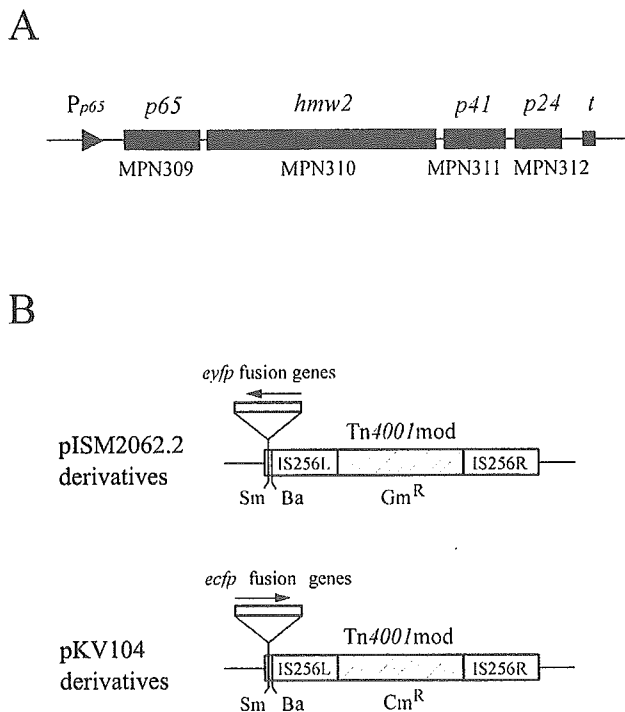 A
Pp65 p65 hmw2 p41 p24 t
MPN309 MPN310 MPN311 MPN312
B
eyfp fusion genes
Tn4001mod
pISM2062.2
derivatives
IS256L IS256R
Sm Ba GmR
ecfp fusion genes
Tn4001mod
pKV104
derivatives
IS256L IS256R
Sm Ba CmR